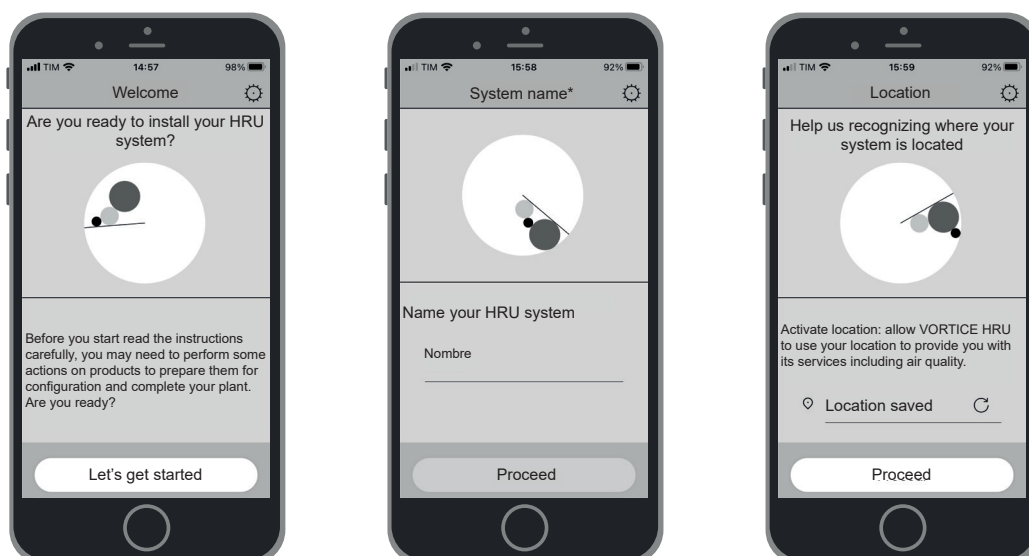 TIM 14:57 98%
Welcome
Are you ready to install your HRU
system?
Before you start read the instructions
carefully, you may need to perform some
actions on products to prepare them for
configuration and complete your plant.
Are you ready?
Let's get started
TIM 15:58 92%
System name*
Name your HRU system
Nombre
Proceed
TIM 15:59 92%
Location
Help us recognizing where your
system is located
Activate location: allow VORTICE HRU
to use your location to provide you with
its services including air quality.
Location saved
Proceed